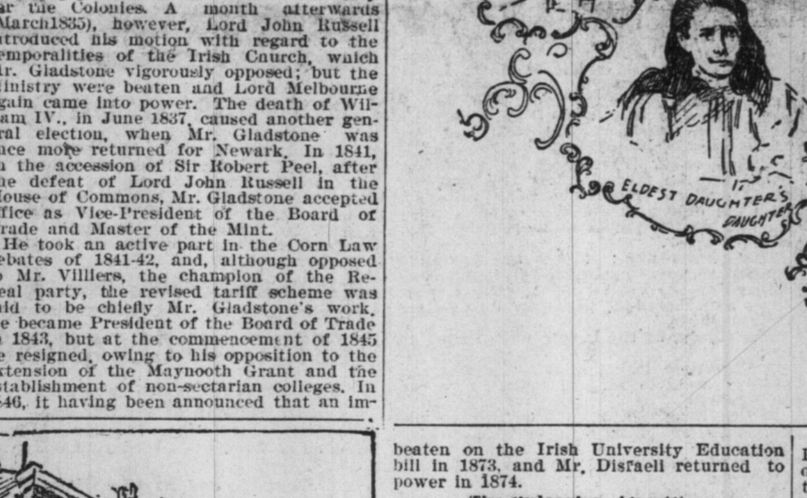 the Colonies. A month afterwards
March1835), however, Lord John Russell
troduced his motion with regard to the
emporalities of the Irish Church, which
r. Gladstone vigorously opposed; but the
inistry were beaten and Lord Melbourne
gain came into power. The death of Wil-
am IV., in June 1837, caused another gen-
ral election, when Mr. Gladstone was
nce more returned for Newark. In 1841,
the accession of Sir Robert Peel, after
he defeat of Lord John Russell in the
ouse of Commons, Mr. Gladstone accepted
ffice as Vice-President of the Board of
rade and Master of the Mint.
He took an active part in the Corn Law
ebates of 1841-42, and, although opposed
Mr. Villiers, the champion of the Re-
eal party, the revised tariff scheme was
aid to be chiefly Mr. Gladstone's work.
e became President of the Board of Trade
1843, but at the commencement of 1845
e resigned, owing to his opposition to the
xtension of the Maynooth Grant and the
stablishment of non-sectarian colleges. In
46, it having been announced that an im-
ELDEST DAUGHTER'S
DAUGHTER
beaten on the Irish University Education
bill in 1873, and Mr. Disraeli returned to
power in 1874.